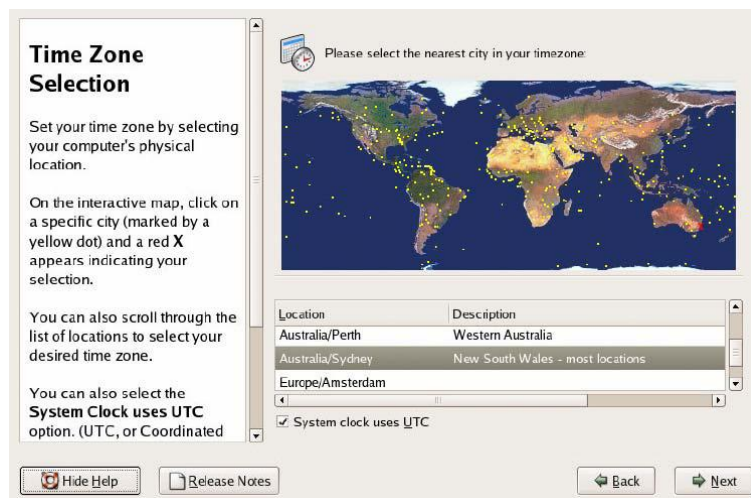 Time Zone
Selection
Set your time zone by selecting
your computer's physical
location.
On the interactive map, click on
a specific city (marked by a
yellow dot) and a red X
appears indicating your
selection.
You can also scroll through the
list of locations to select your
desired time zone.
You can also select the
System Clock uses UTC
option. (UTC, or Coordinated
Please select the nearest city in your timezone:
Location Description
Australia/Perth Western Australia
Australia/Sydney New South Wales - most locations
Europe/Amsterdam
System clock uses UTC
Hide Help Release Notes Back Next